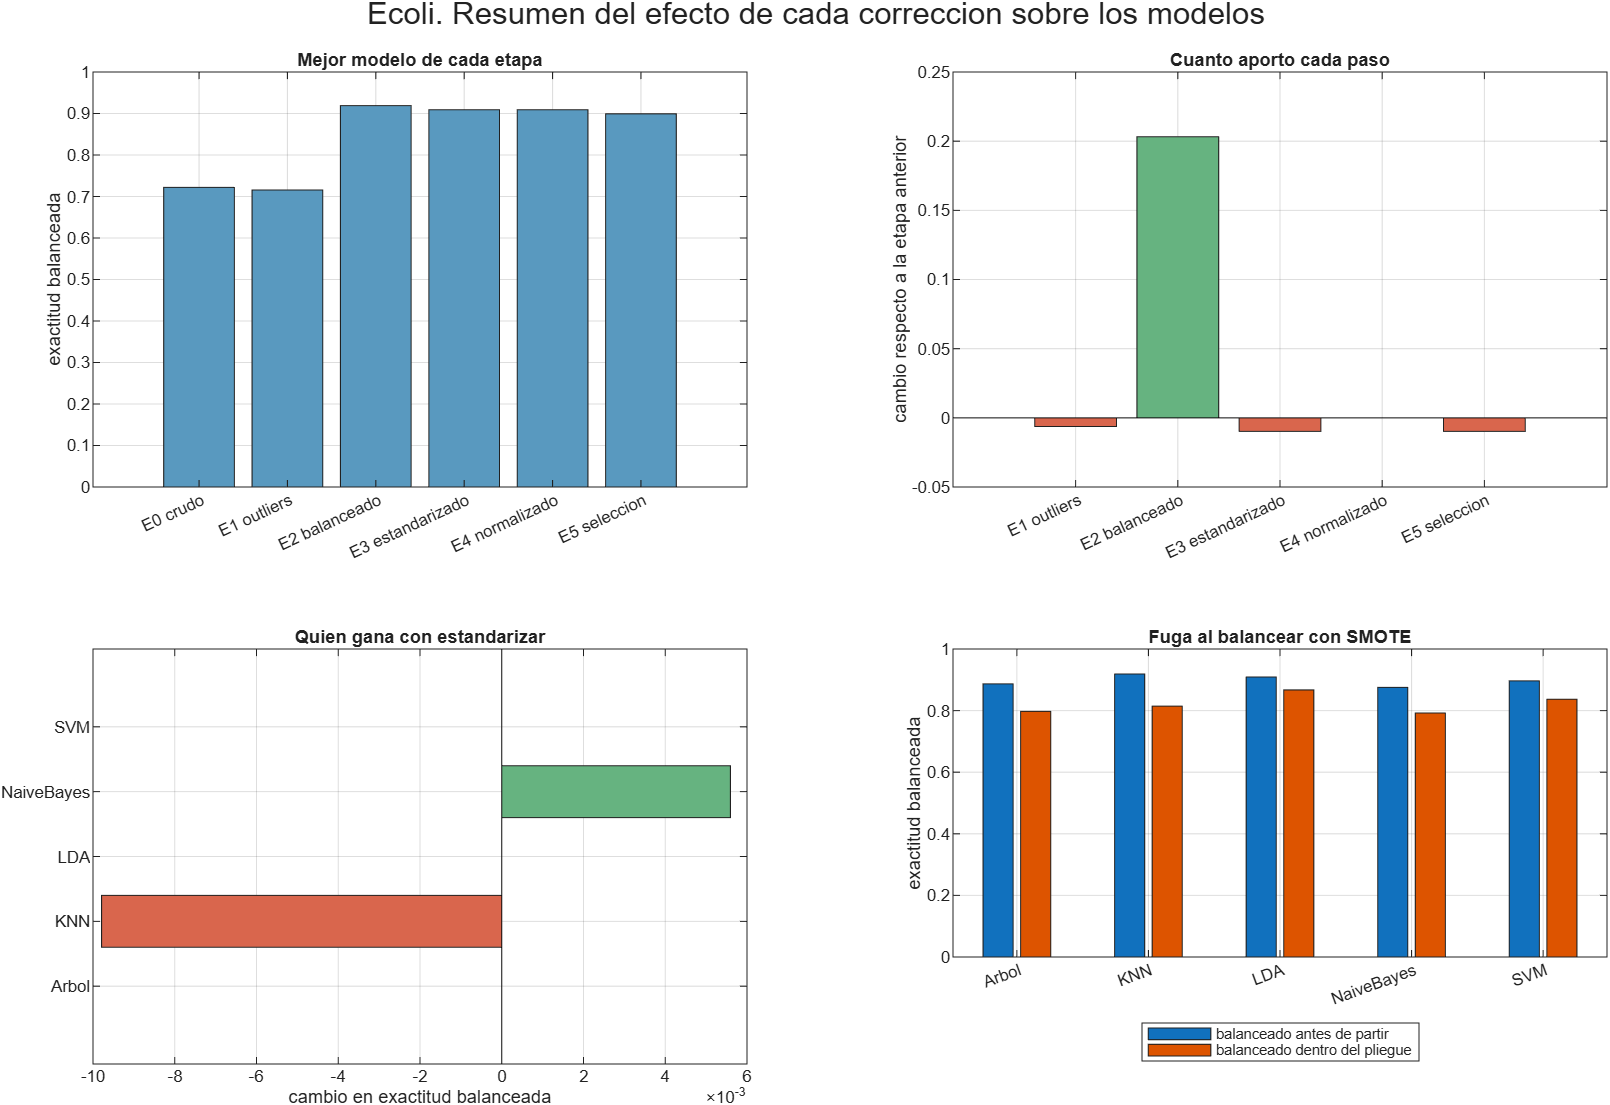 Ecoli. Resumen del efecto de cada correccion sobre los modelos
Mejor modelo de cada etapa
exactitud balanceada
1
0.9
0.8
0.7
0.6
0.5
0.4
0.3
0.2
0.1
0
E0 crudo
E1 outliers
E2 balanceado
E3 estandarizado
E4 normalizado
E5 seleccion
Cuanto aporto cada paso
cambio respecto a la etapa anterior
0.25
0.2
0.15
0.1
0.05
0
-0.05
E1 outliers
E2 balanceado
E3 estandarizado
E4 normalizado
E5 seleccion
Quien gana con estandarizar
SVM
NaiveBayes
LDA
KNN
Arbol
-10 -8 -6 -4 -2 0 2 4 6
cambio en exactitud balanceada
×10-3
Fuga al balancear con SMOTE
exactitud balanceada
1
0.8
0.6
0.4
0.2
0
Arbol
KNN
LDA
NaiveBayes
SVM
balanceado antes de partir
balanceado dentro del pliegue